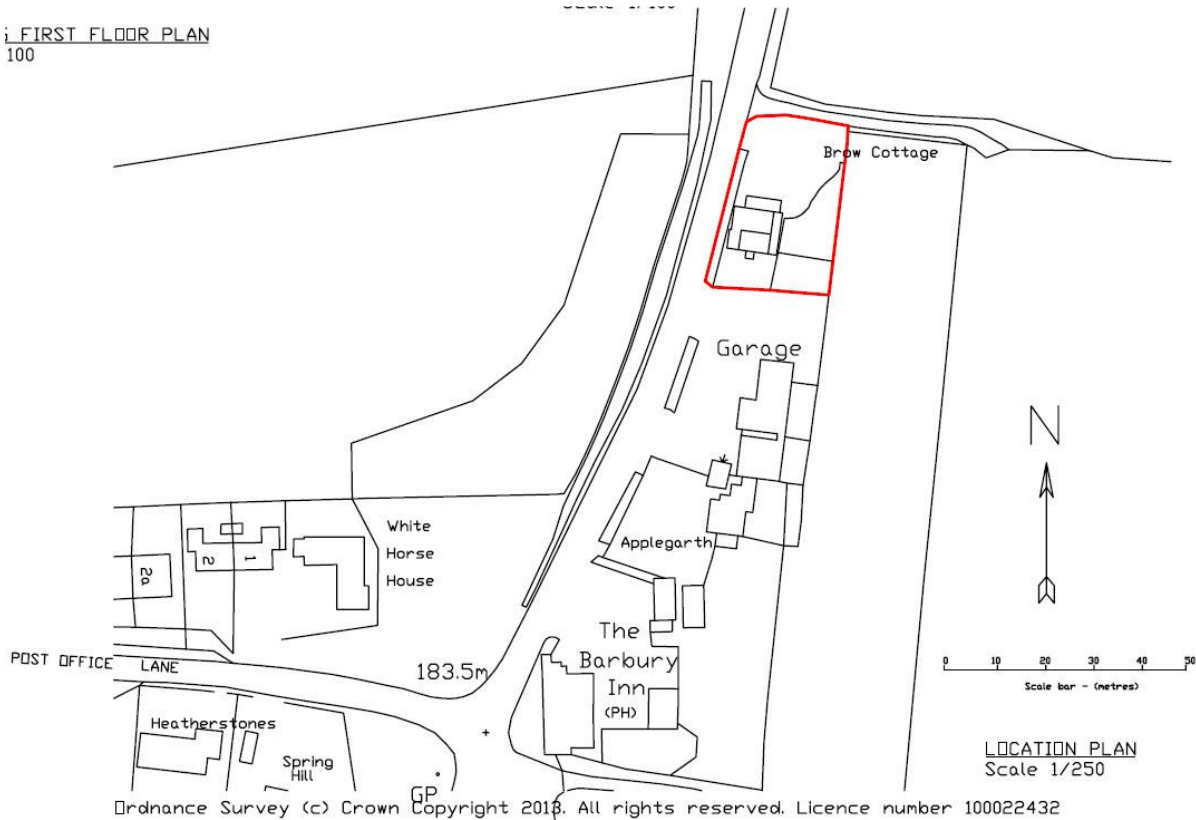 FIRST FLOOR PLAN
100
Brow Cottage
Garage
N
White
Horse
House
2a
2
1
Applegarth
The
Barbury
Inn
(PH)
POST OFFICE LANE
183.5m
0 10 20 30 40 50
Scale bar - (metres)
Heatherstones
Spring
Hill
GP
LOCATION PLAN
Scale 1/250
Ordnance Survey (c) Crown Copyright 2013. All rights reserved. Licence number 100022432